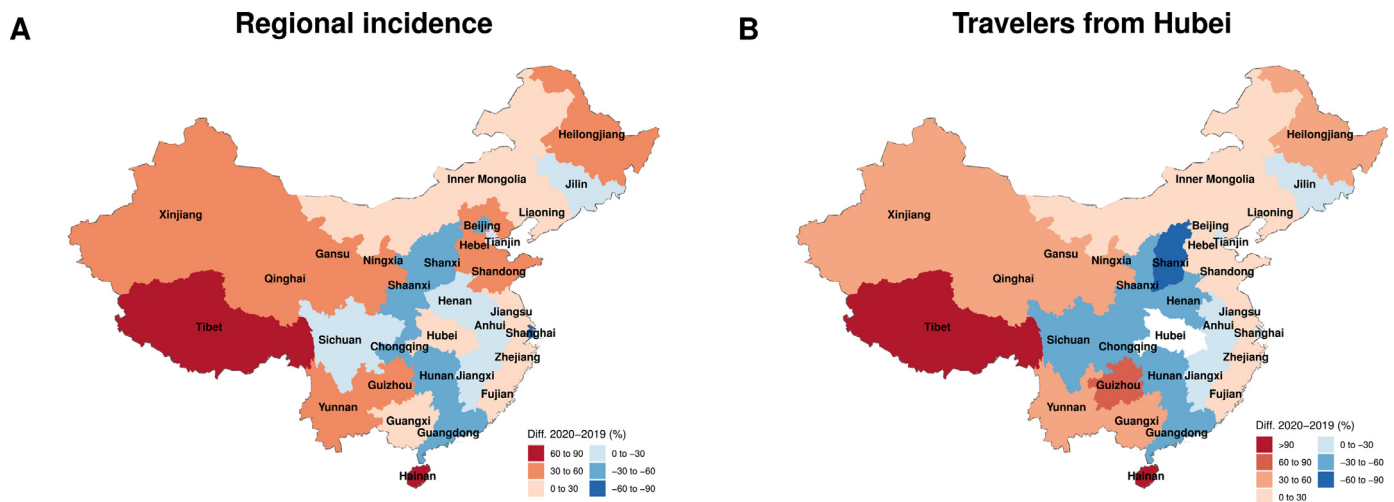 A
Regional incidence
B
Travelers from Hubei
Heilongjiang
Jilin
Inner Mongolia
Liaoning
Xinjiang
Beijing
Tianjin
Hebei
Gansu
Ningxia
Shanxi
Shandong
Qinghai
Shaanxi
Henan
Jiangsu
Tibet
Anhui
Shanghai
Hubei
Sichuan
Chongqing
Zhejiang
Hunan
Jiangxi
Guizhou
Fujian
Yunnan
Guangxi
Guangdong
Hainan
Diff. 2020−2019 (%)
60 to 90
30 to 60
0 to 30
0 to −30
−30 to −60
−60 to −90
Heilongjiang
Jilin
Inner Mongolia
Liaoning
Xinjiang
Beijing
Tianjin
Hebei
Gansu
Ningxia
Shanxi
Shandong
Qinghai
Shaanxi
Henan
Jiangsu
Tibet
Anhui
Shanghai
Hubei
Sichuan
Chongqing
Zhejiang
Hunan
Jiangxi
Guizhou
Fujian
Yunnan
Guangxi
Guangdong
Hainan
Diff. 2020−2019 (%)
>90
60 to 90
30 to 60
0 to 30
0 to −30
−30 to −60
−60 to −90